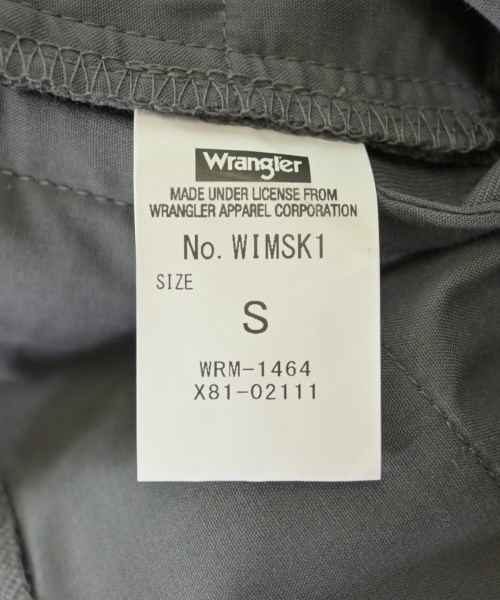 Wrangler
MADE UNDER LICENSE FROM
WRANGLER APPAREL CORPORATION
No. WIMSK1
SIZE
S
WRM-1464
X81-02111